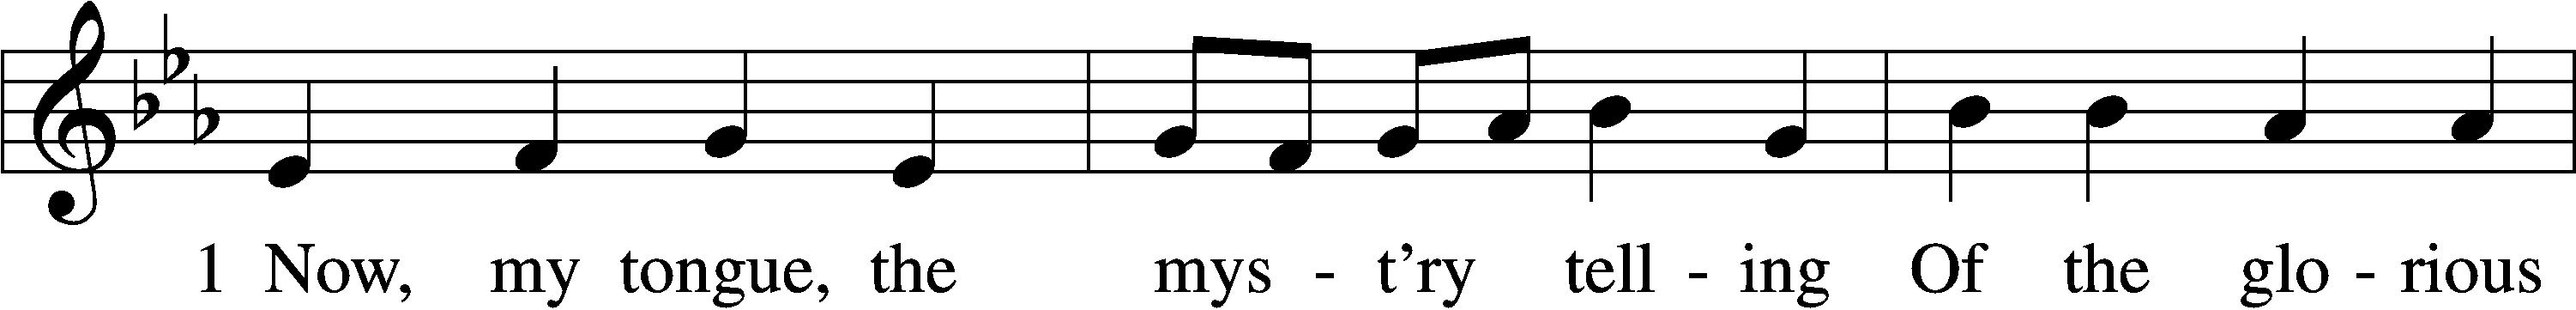 1 Now, my tongue, the mys - t’ry tell - ing Of the glo - rious